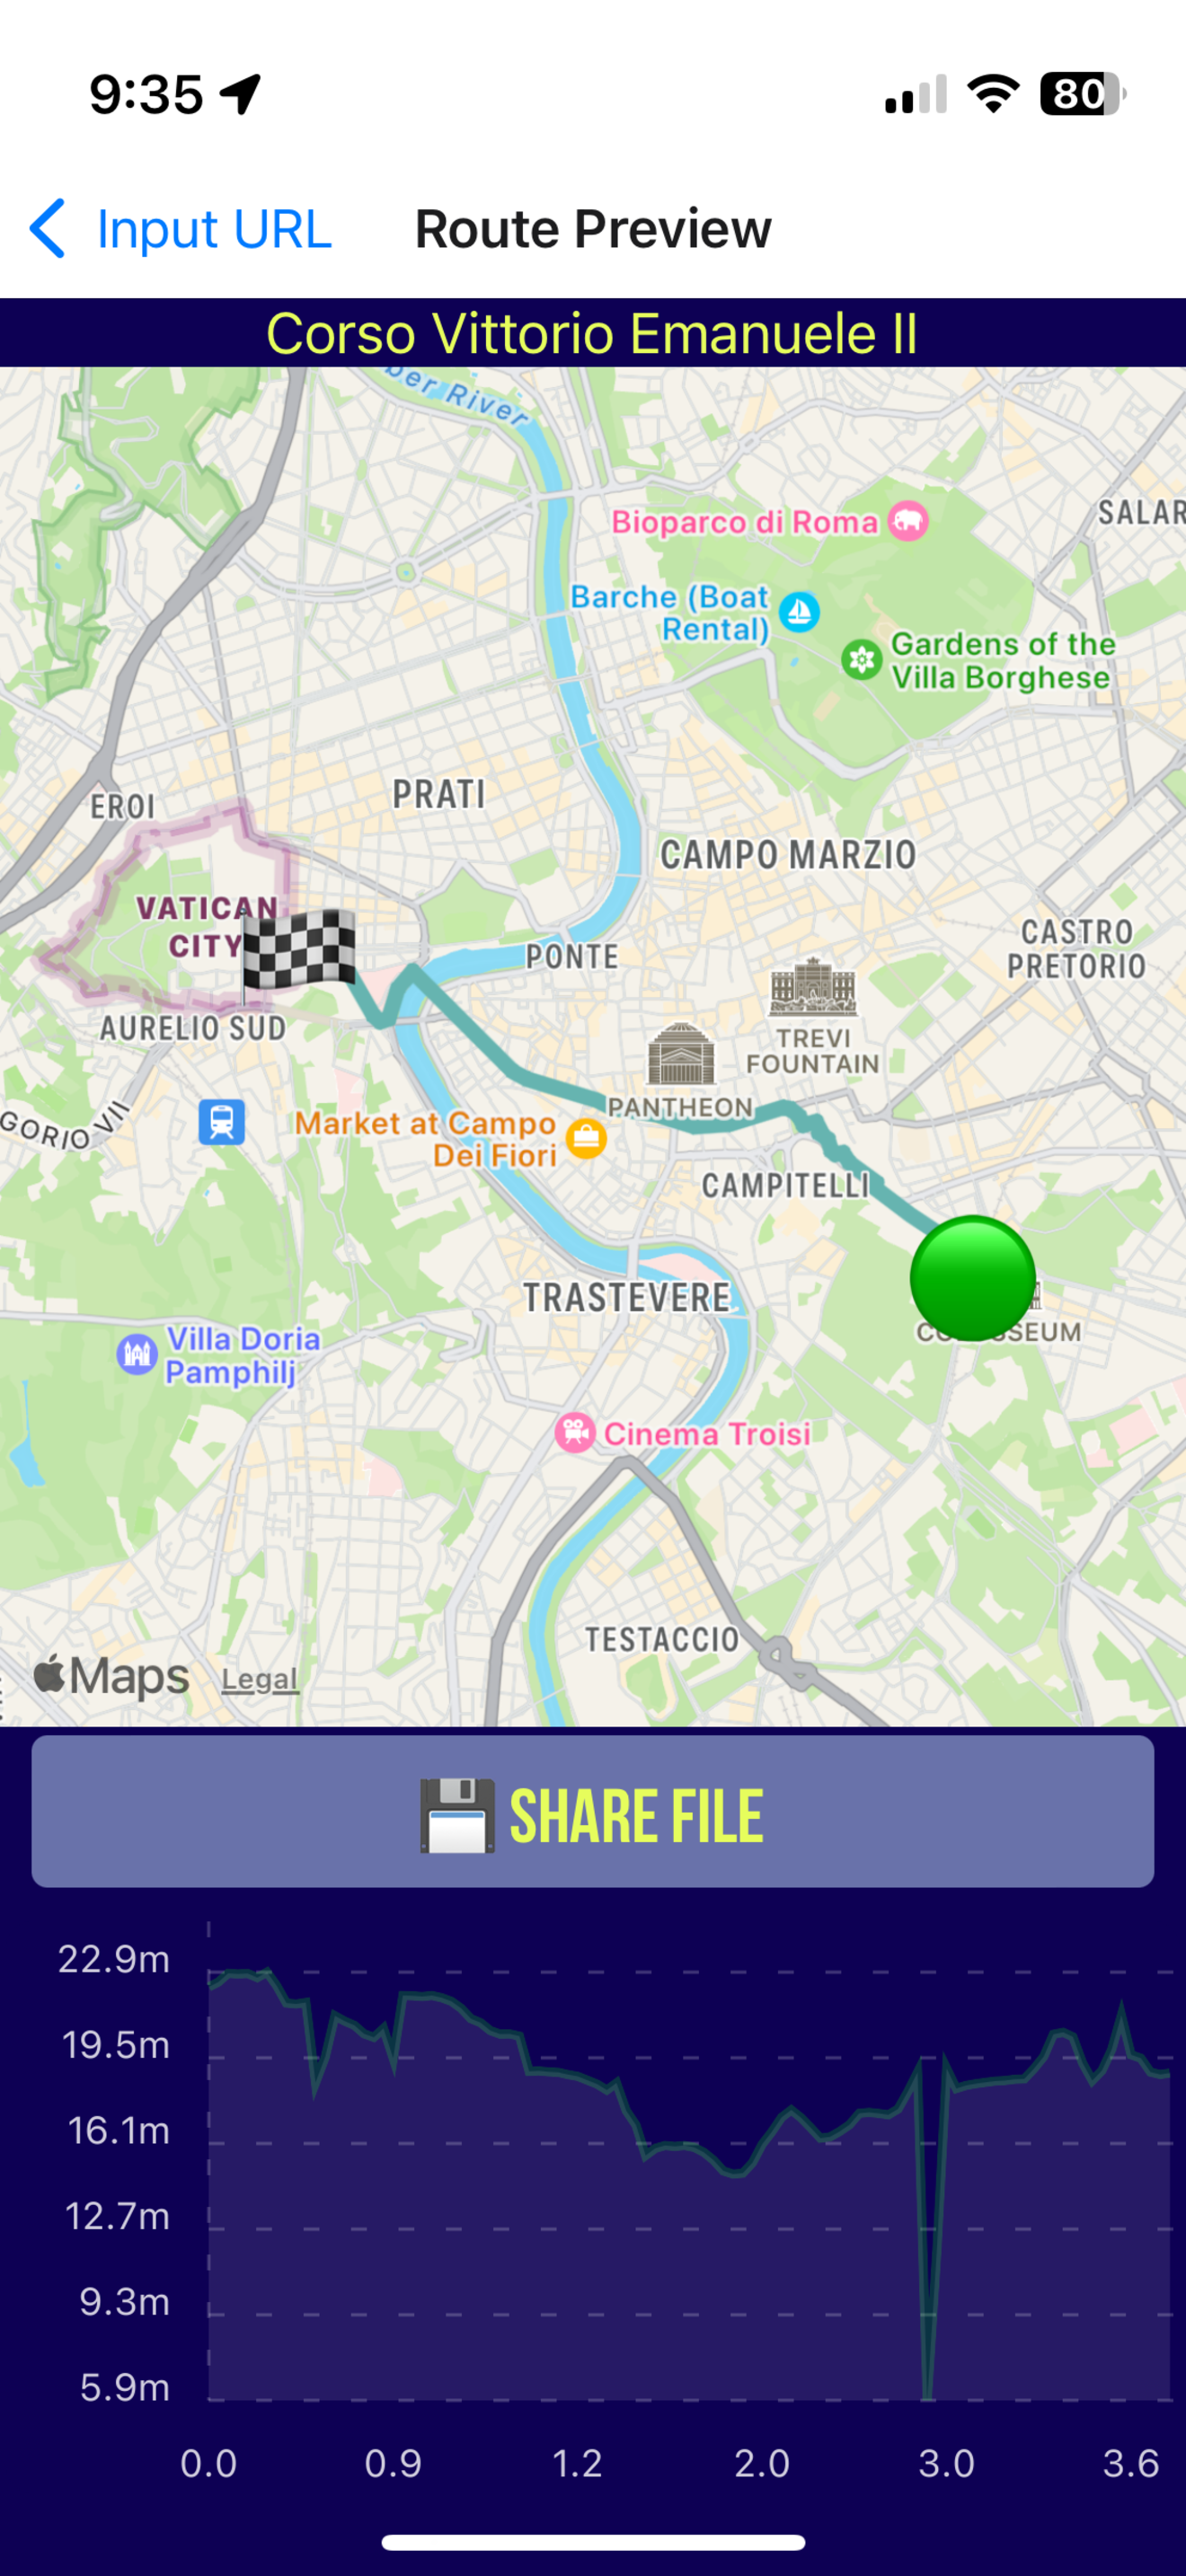 9:35
80
Input URL
Route Preview
Corso Vittorio Emanuele II
ber River
SALAR
Bioparco di Roma
Barche (Boat
Rental)
Gardens of the
Villa Borghese
PRATI
EROI
CAMPO MARZIO
VATICAN
CITY
CASTRO
PRETORIO
PONTE
AURELIO SUD
TREVI
FOUNTAIN
GORIO VII
PANTHEON
Market at Campo
Dei Fiori
CAMPITELLI
TRASTEVERE
CO SSEUM
Villa Doria
Pamphilj
Cinema Troisi
TESTACCIO
Maps
Legal
SHARE FILE
22.9m
19.5m
16.1m
12.7m
9.3m
5.9m
0.0 0.9 1.2 2.0 3.0 3.6